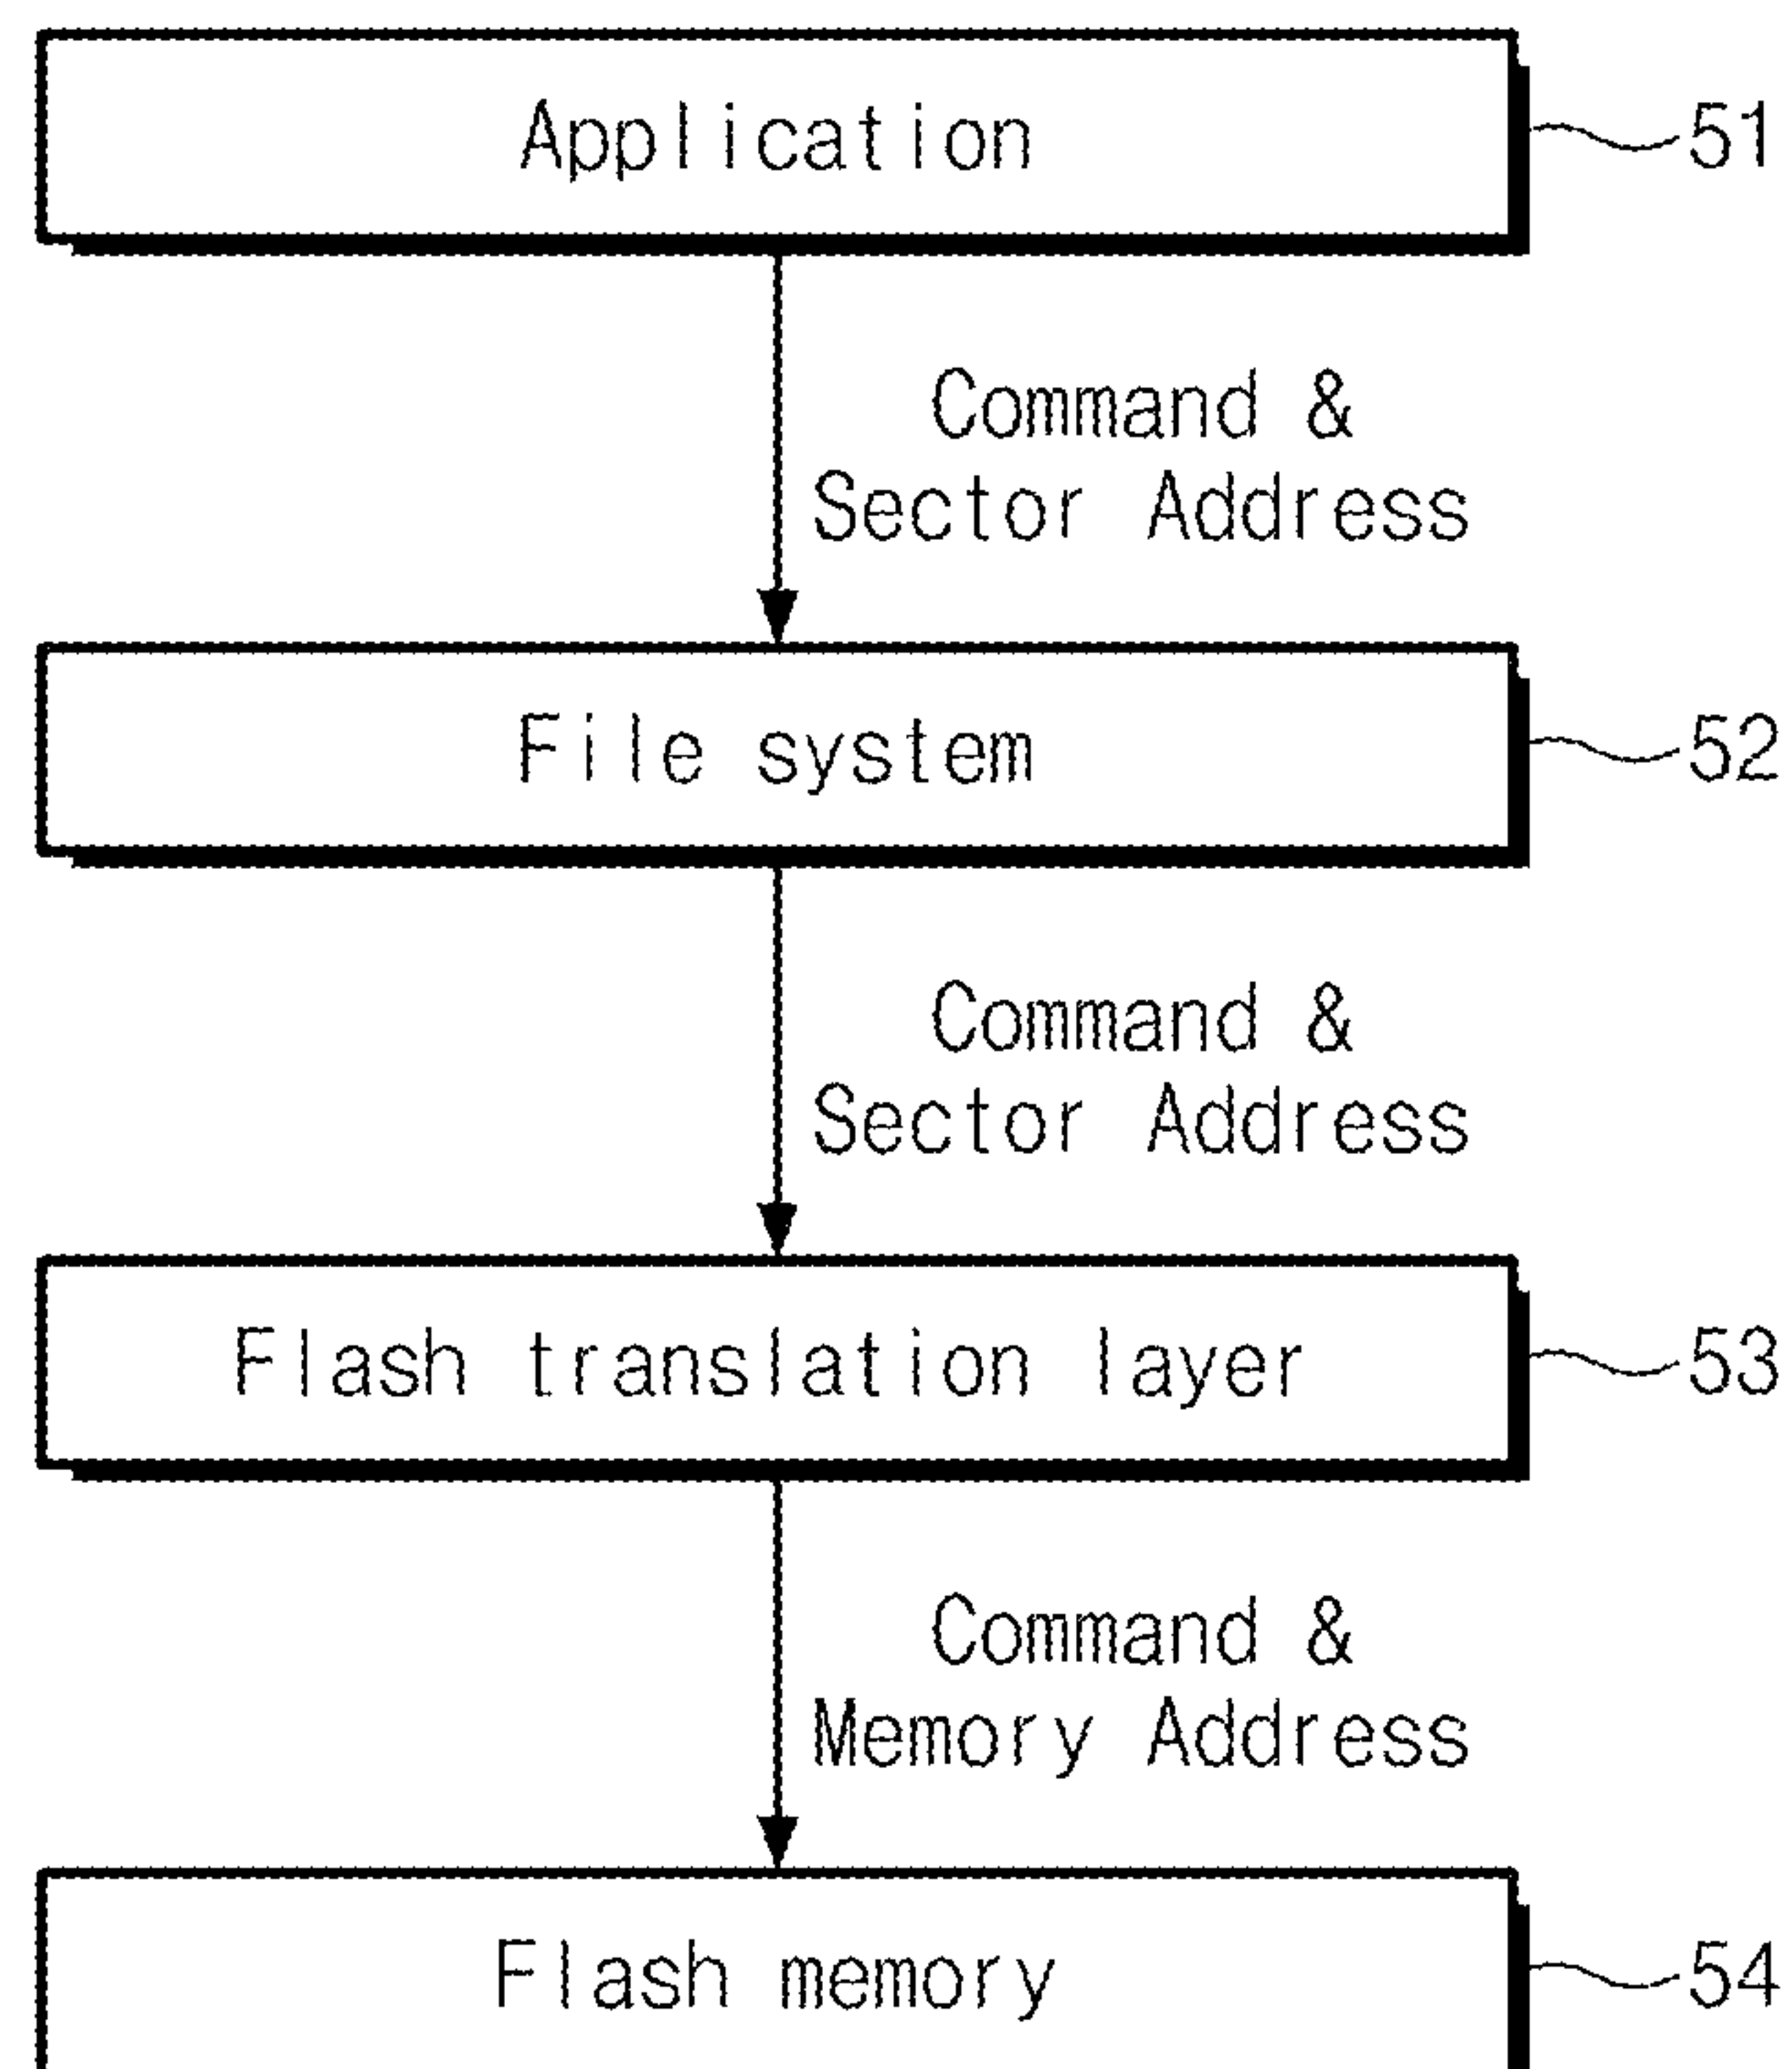 Application 51
Command &
Sector Address
File system 52
Command &
Sector Address
Flash translation layer 53
Command &
Memory Address
Flash memory 54